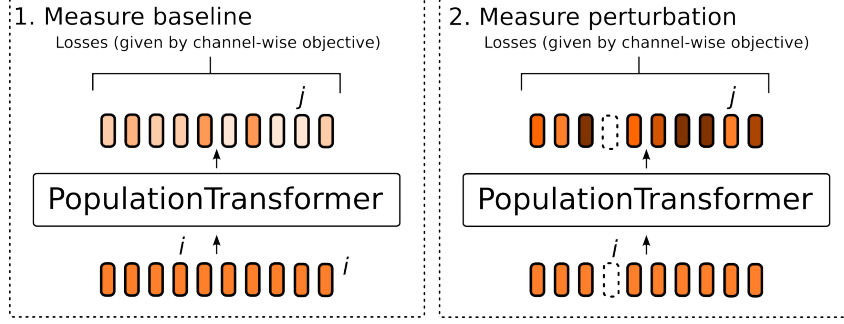 1. Measure baseline
Losses (given by channel-wise objective)
j
PopulationTransformer
i
i
2. Measure perturbation
Losses (given by channel-wise objective)
j
PopulationTransformer
i